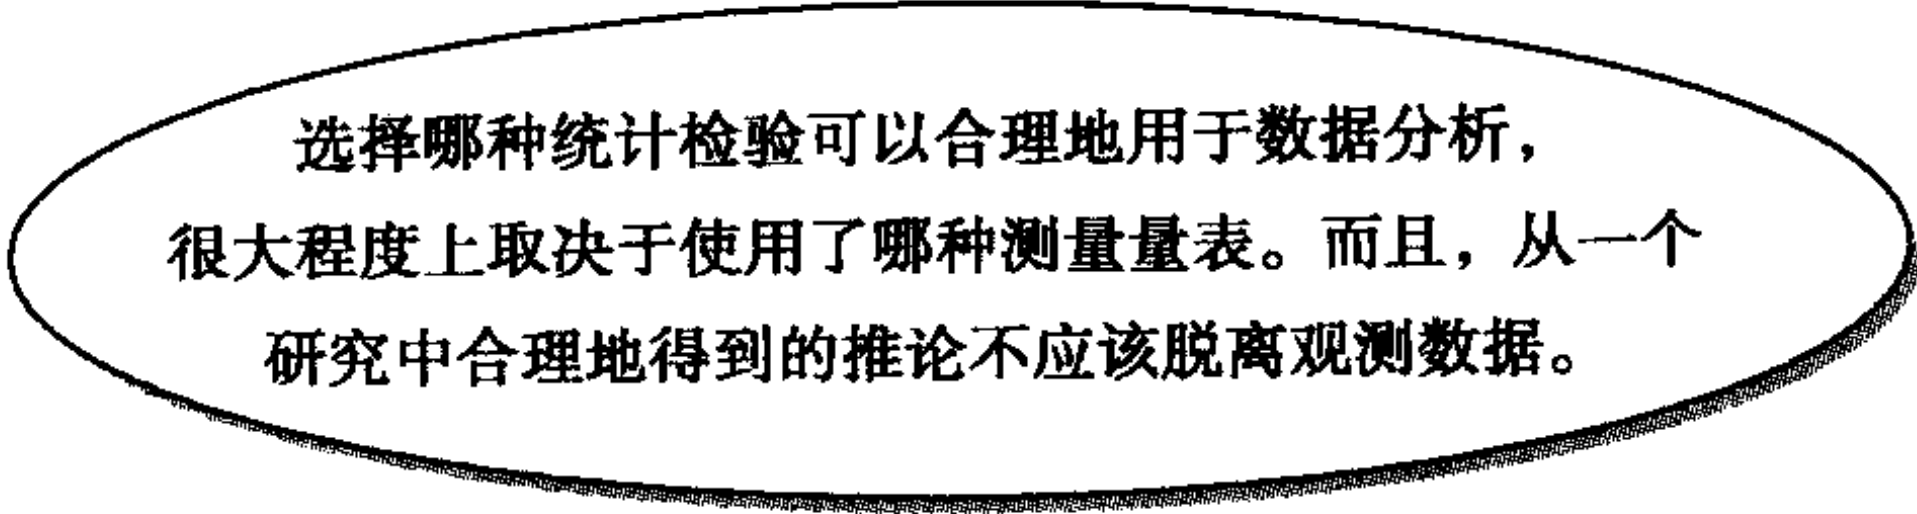 选择哪种统计检验可以合理地用于数据分析，
很大程度上取决于使用了哪种测量量表。而且，从一个
研究中合理地得到的推论不应该脱离观测数据。